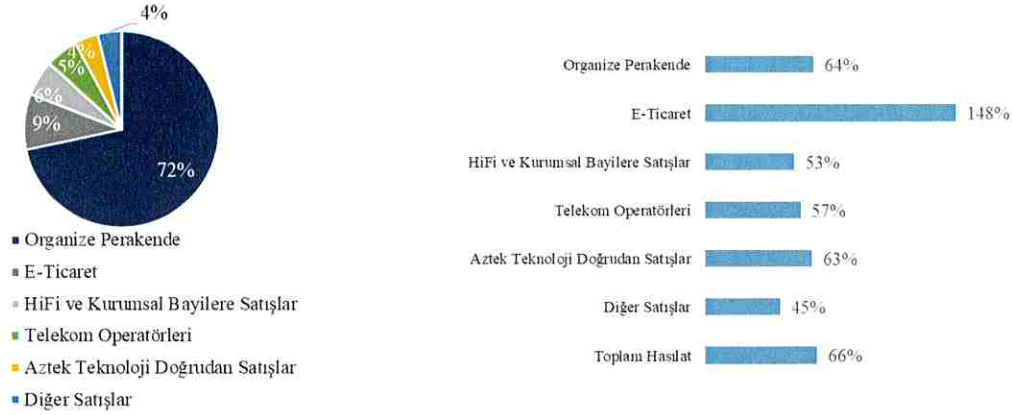 4%
4%
5%
6%
9%
72%
Organize Perakende
E-Ticaret
HiFi ve Kurumsal Bayilere Satışlar
Telekom Operatörleri
Aztek Teknoloji Doğrudan Satışlar
Diğer Satışlar
Organize Perakende 64%
E-Ticaret 148%
HiFi ve Kurumsal Bayilere Satışlar 53%
Telekom Operatörleri 57%
Aztek Teknoloji Doğrudan Satışlar 63%
Diğer Satışlar 45%
Toplam Hasılat 66%